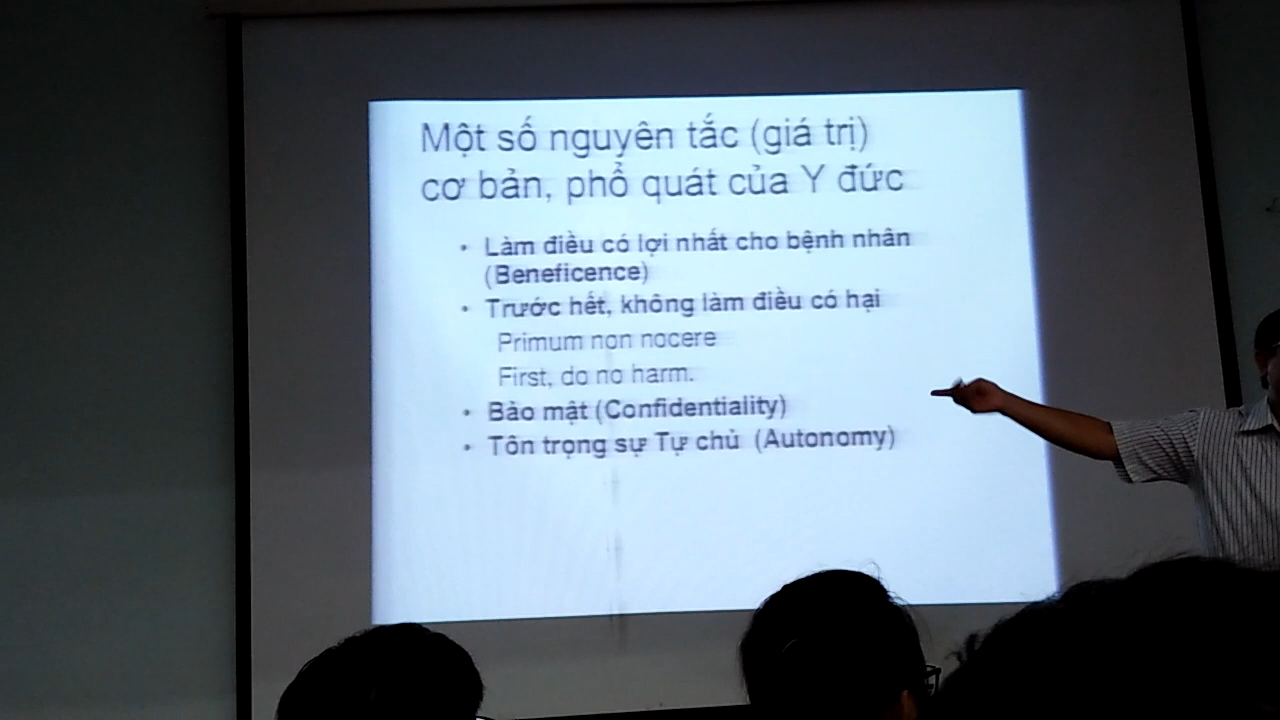 Một số nguyên tắc (giá trị)
cơ bản, phổ quát của Y đức
• Làm điều có lợi nhất cho bệnh nhân
(Beneficence)
• Trước hết, không làm điều có hại
Primum non nocere
First, do no harm.
• Bảo mật (Confidentiality)
• Tôn trọng sự Tự chủ (Autonomy)